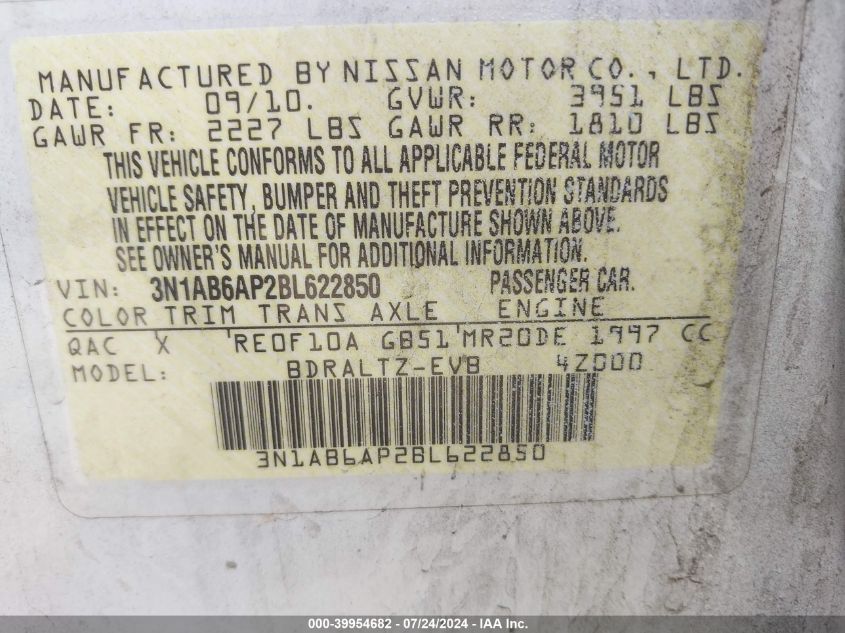 MANUFACTURED BY NISSAN MOTOR CO., LTD.
DATE: 09/10. GVWR: 3951 LBS
GAWR FR: 2227 LBS GAWR RR: 1810 LBS
THIS VEHICLE CONFORMS TO ALL APPLICABLE FEDERAL MOTOR
VEHICLE SAFETY, BUMPER AND THEFT PREVENTION STANDARDS
IN EFFECT ON THE DATE OF MANUFACTURE SHOWN ABOVE.
SEE OWNER'S MANUAL FOR ADDITIONAL INFORMATION.
VIN: 3N1AB6AP2BL622850 PASSENGER CAR.
COLOR TRIM TRANS AXLE ENGINE
QAC X RE0F10A GB51 MR20DE 1997 CC
MODEL: BDRALTZ-EVB 4Z000
3N1AB6AP2BL622850
000-39954682 - 07/24/2024 - IAA Inc.